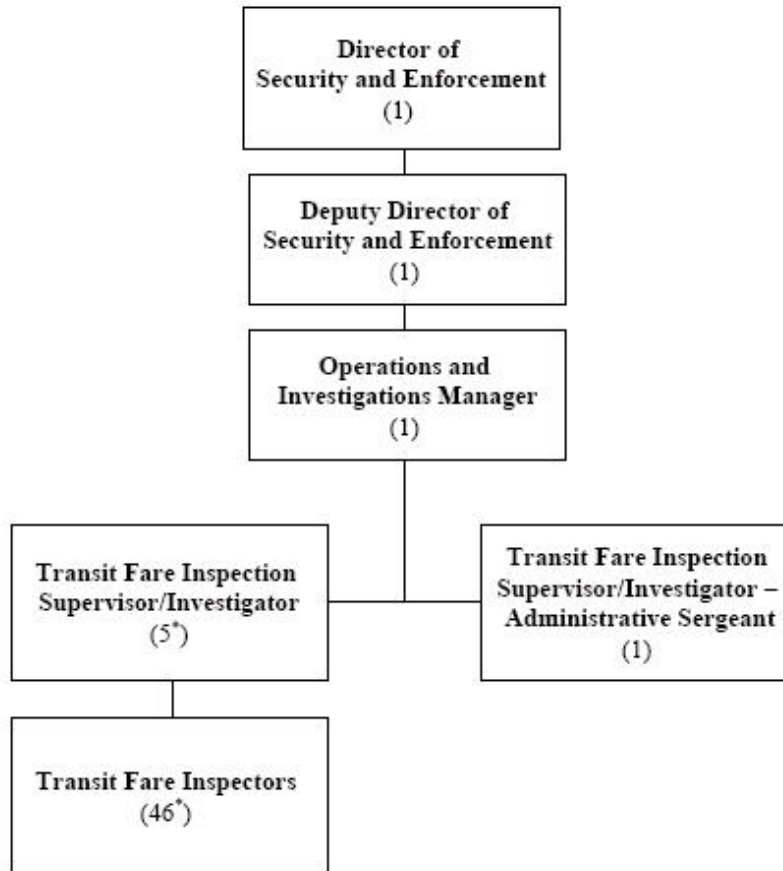 Director of
Security and Enforcement
(1)
Deputy Director of
Security and Enforcement
(1)
Operations and
Investigations Manager
(1)
Transit Fare Inspection
Supervisor/Investigator
(5*)
Transit Fare Inspection
Supervisor/Investigator –
Administrative Sergeant
(1)
Transit Fare Inspectors
(46*)